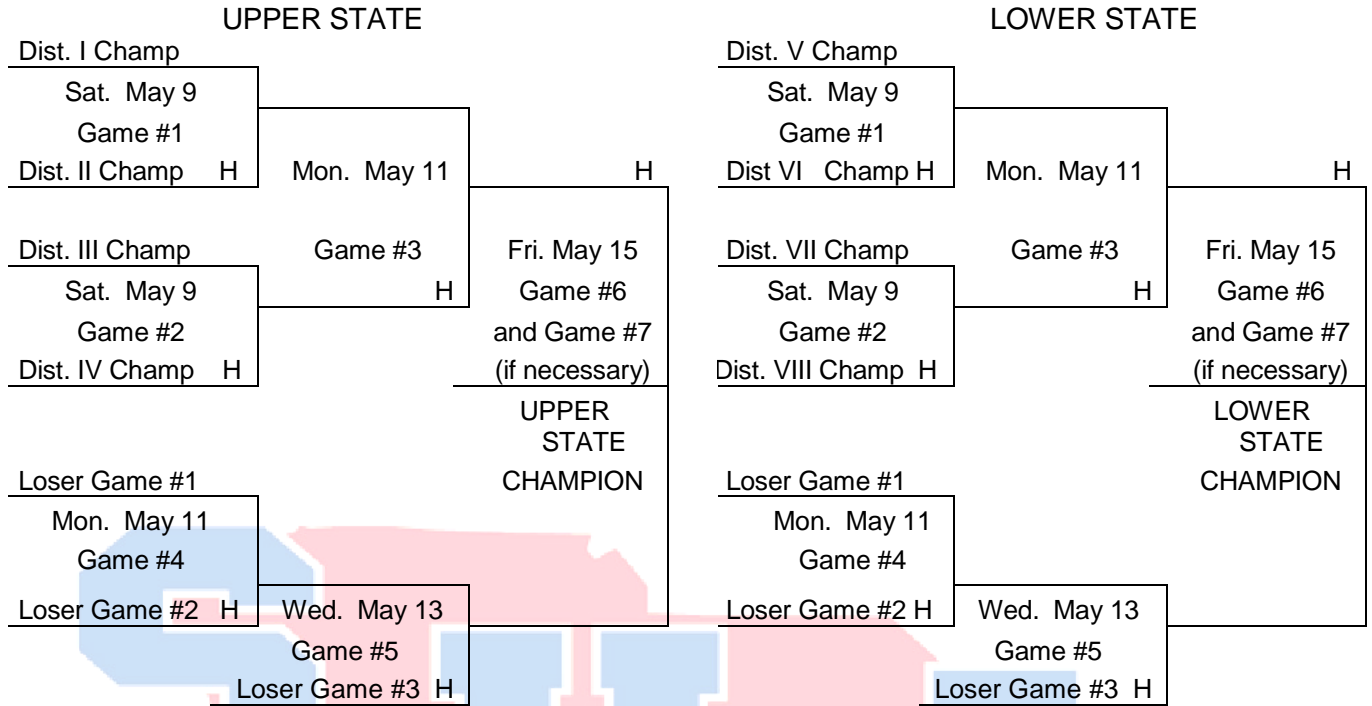 UPPER STATE
Dist. I Champ
Sat. May 9
Game #1
Dist. II Champ H
Mon. May 11
H
Dist. III Champ
Game #3
Fri. May 15
Sat. May 9
H
Game #6
Game #2
and Game #7
Dist. IV Champ H
(if necessary)
UPPER
STATE
CHAMPION
Loser Game #1
Mon. May 11
Game #4
Loser Game #2 H
Wed. May 13
Game #5
Loser Game #3 H
LOWER STATE
Dist. V Champ
Sat. May 9
Game #1
Dist VI Champ H
Mon. May 11
H
Dist. VII Champ
Game #3
Fri. May 15
Sat. May 9
H
Game #6
Game #2
and Game #7
Dist. VIII Champ H
(if necessary)
LOWER
STATE
CHAMPION
Loser Game #1
Mon. May 11
Game #4
Loser Game #2 H
Wed. May 13
Game #5
Loser Game #3 H